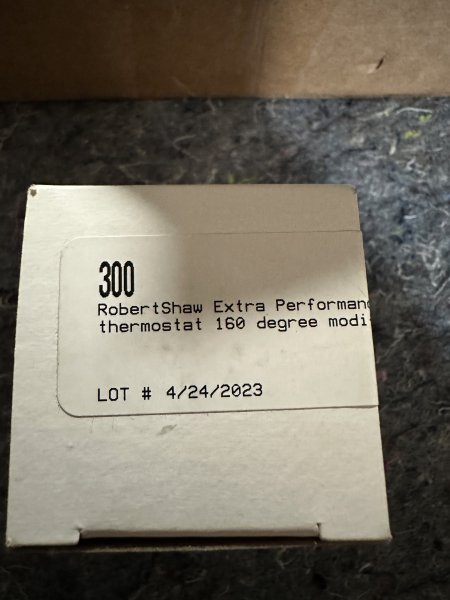 300
RobertShaw Extra Performanc
thermostat 160 degree modi
LOT # 4/24/2023